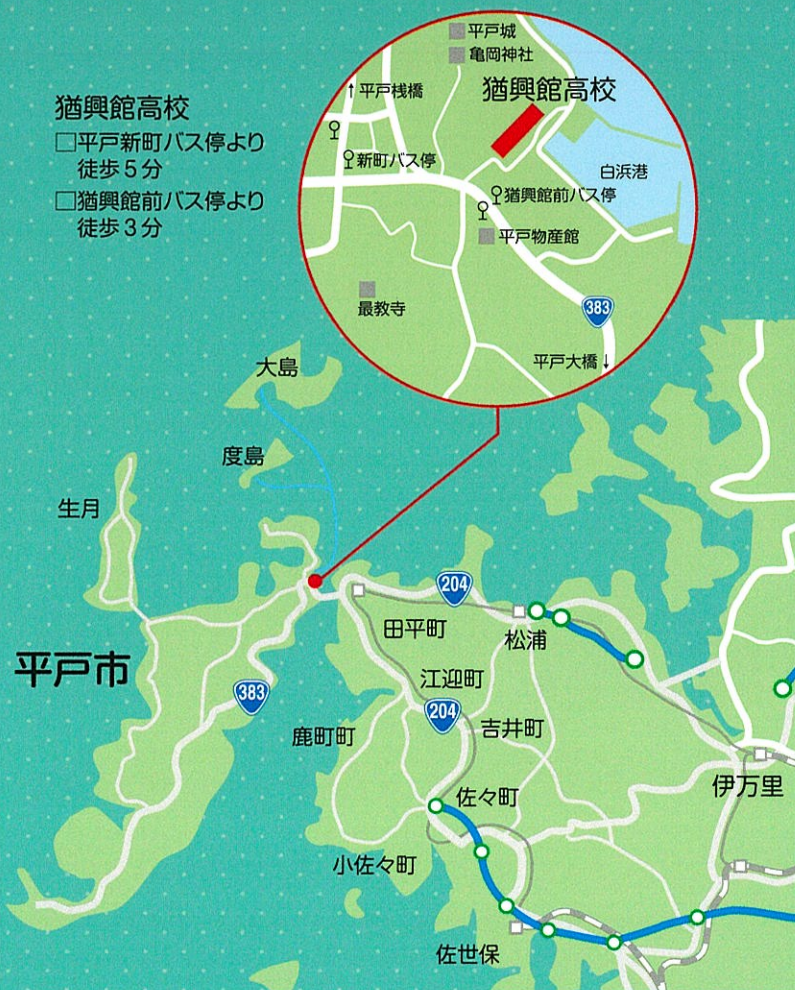 猶興館高校
□平戸新町バス停より
徒歩5分
□猶興館前バス停より
徒歩3分
平戸城
亀岡神社
↑平戸桟橋
猶興館高校
新町バス停
白浜港
猶興館前バス停
平戸物産館
最教寺
383
平戸大橋↓
大島
度島
生月
204
田平町
松浦
平戸市
江迎町
383
204
鹿町町
吉井町
伊万里
佐々町
小佐々町
佐世保